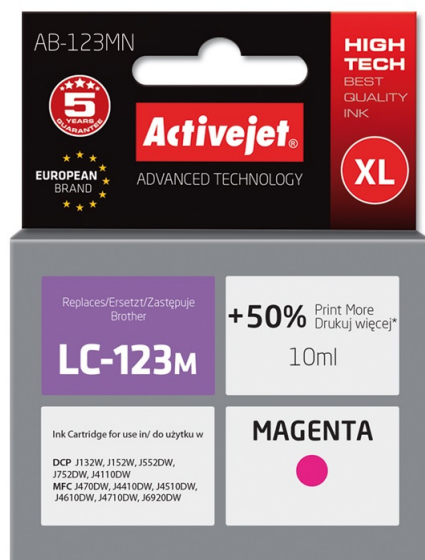 AB-123MN
HIGH
TECH
BEST
QUALITY
INK
5
YEARS
GUARANTEE
Activejet®
ADVANCED TECHNOLOGY
EUROPEAN
BRAND
XL
Replaces/Ersetzt/Zastępuje
Brother
LC-123M
+50% Print More
Drukuj więcej*
10ml
Ink Cartridge for use in/ do użytku w
DCP J132W, J152W, J552DW,
J752DW, J4110DW
MFC J470DW, J4410DW, J4510DW,
J4610DW, J4710DW, J6920DW
MAGENTA